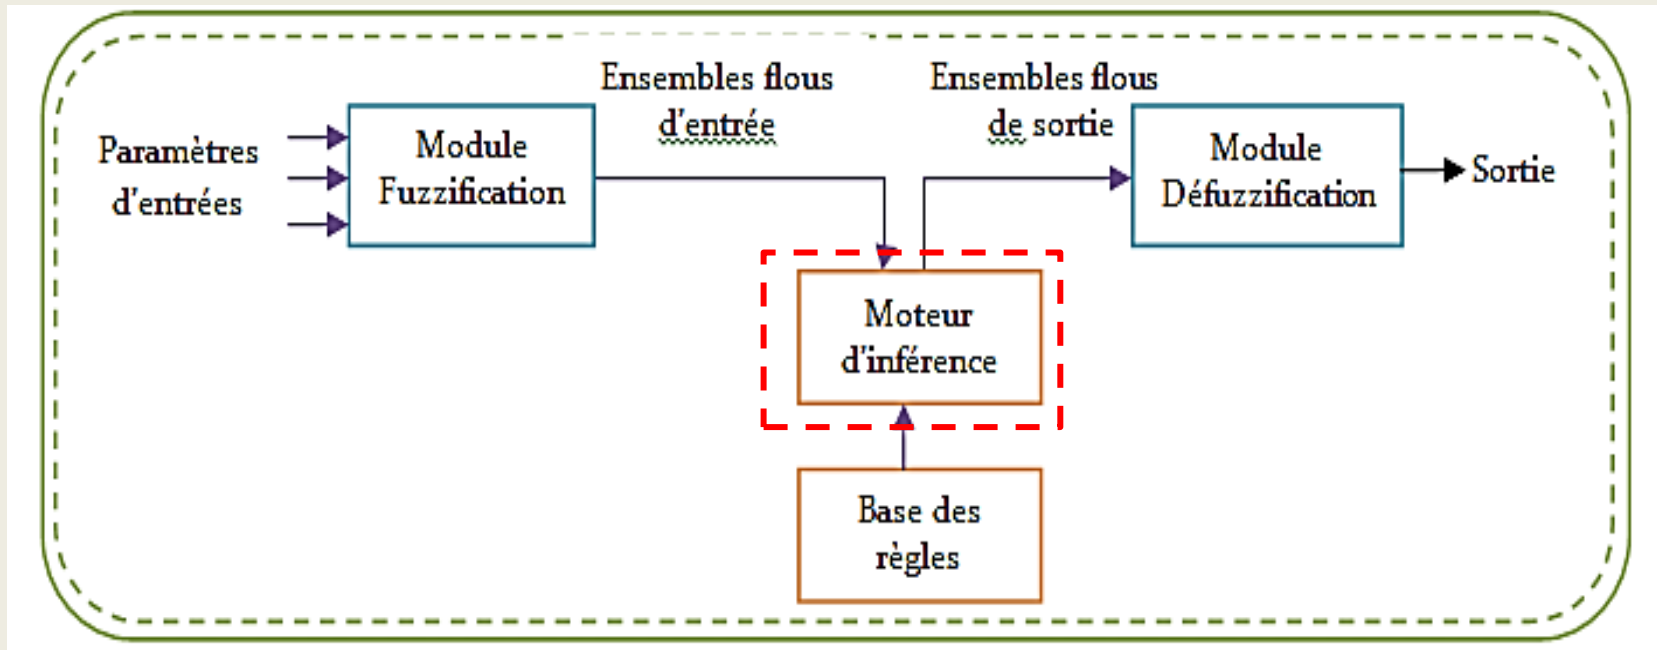 Paramètres
d'entrées
Module
Fuzzification
Ensembles flous
d'entrée
Ensembles flous
de sortie
Module
Défuzzification
Sortie
Moteur
d'inférence
Base des
règles